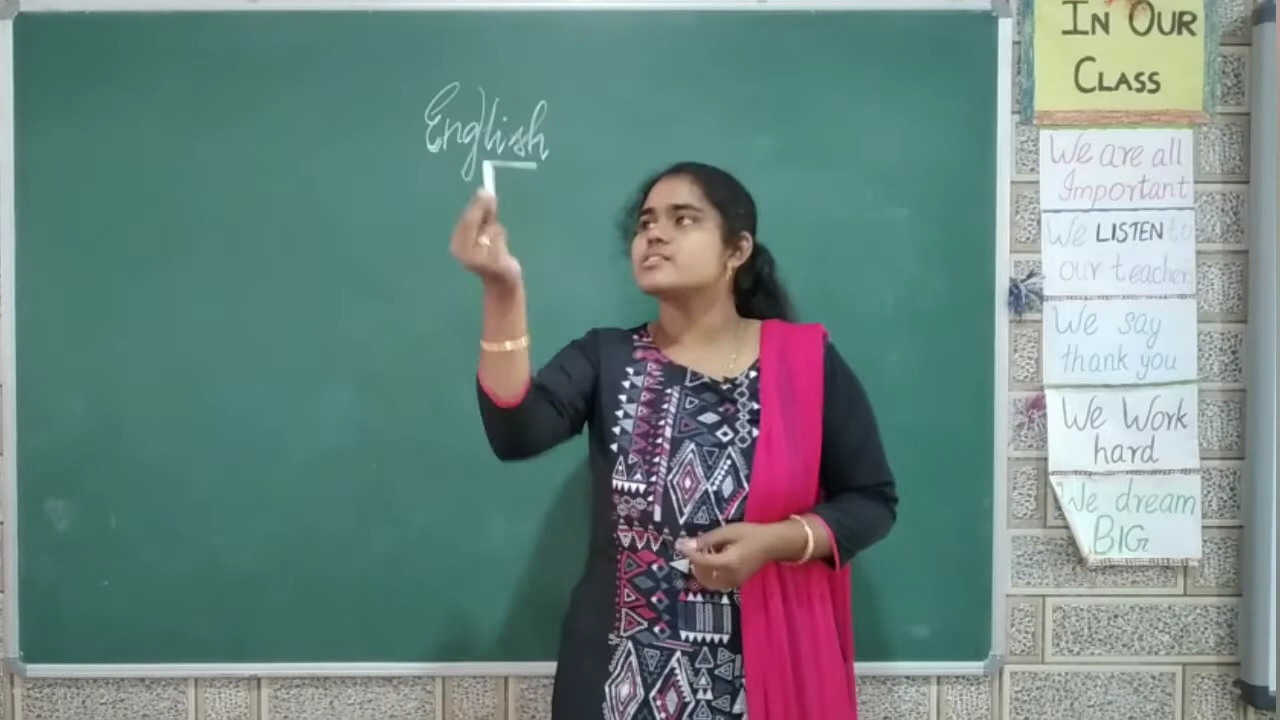 English
IN OUR
CLASS
We are all
Important
We LISTEN to
our teacher
We say
thank you
We Work
hard
We dream
BIG